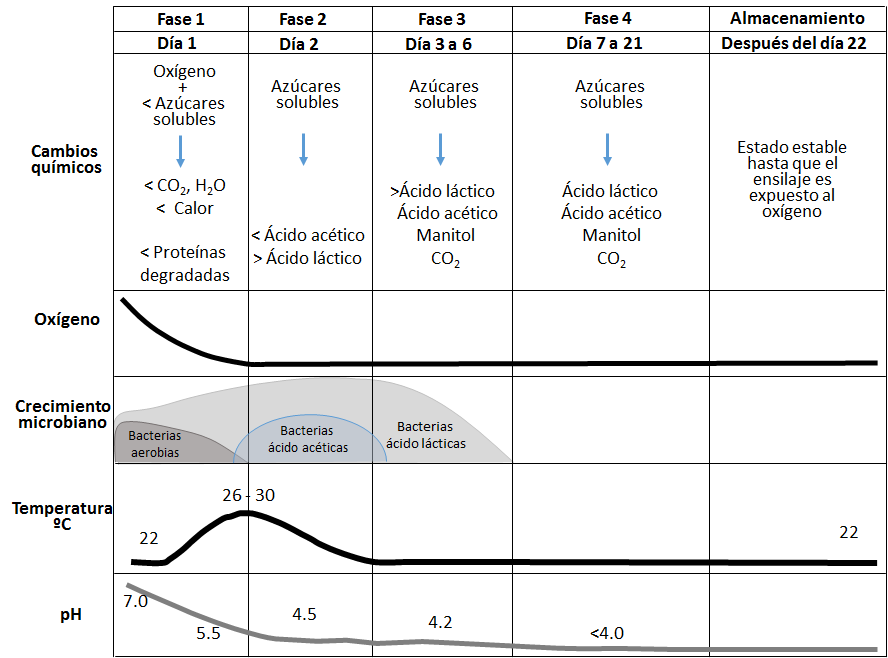 Fase 1
Fase 2
Fase 3
Fase 4
Almacenamiento
Día 1
Día 2
Día 3 a 6
Día 7 a 21
Después del día 22
Cambios
químicos
Oxígeno
+
< Azúcares
solubles
< CO₂, H₂O
< Calor
< Proteínas
degradadas
Azúcares
solubles
< Ácido acético
> Ácido láctico
Azúcares
solubles
>Ácido láctico
Ácido acético
Manitol
CO₂
Azúcares
solubles
Ácido láctico
Ácido acético
Manitol
CO₂
Estado estable
hasta que el
ensilaje es
expuesto al
oxígeno
Oxígeno
Crecimiento
microbiano
Bacterias
aerobias
Bacterias
ácido acéticas
Bacterias
ácido lácticas
Temperatura
ºC
22
26 - 30
22
pH
7.0
5.5
4.5
4.2
<4.0